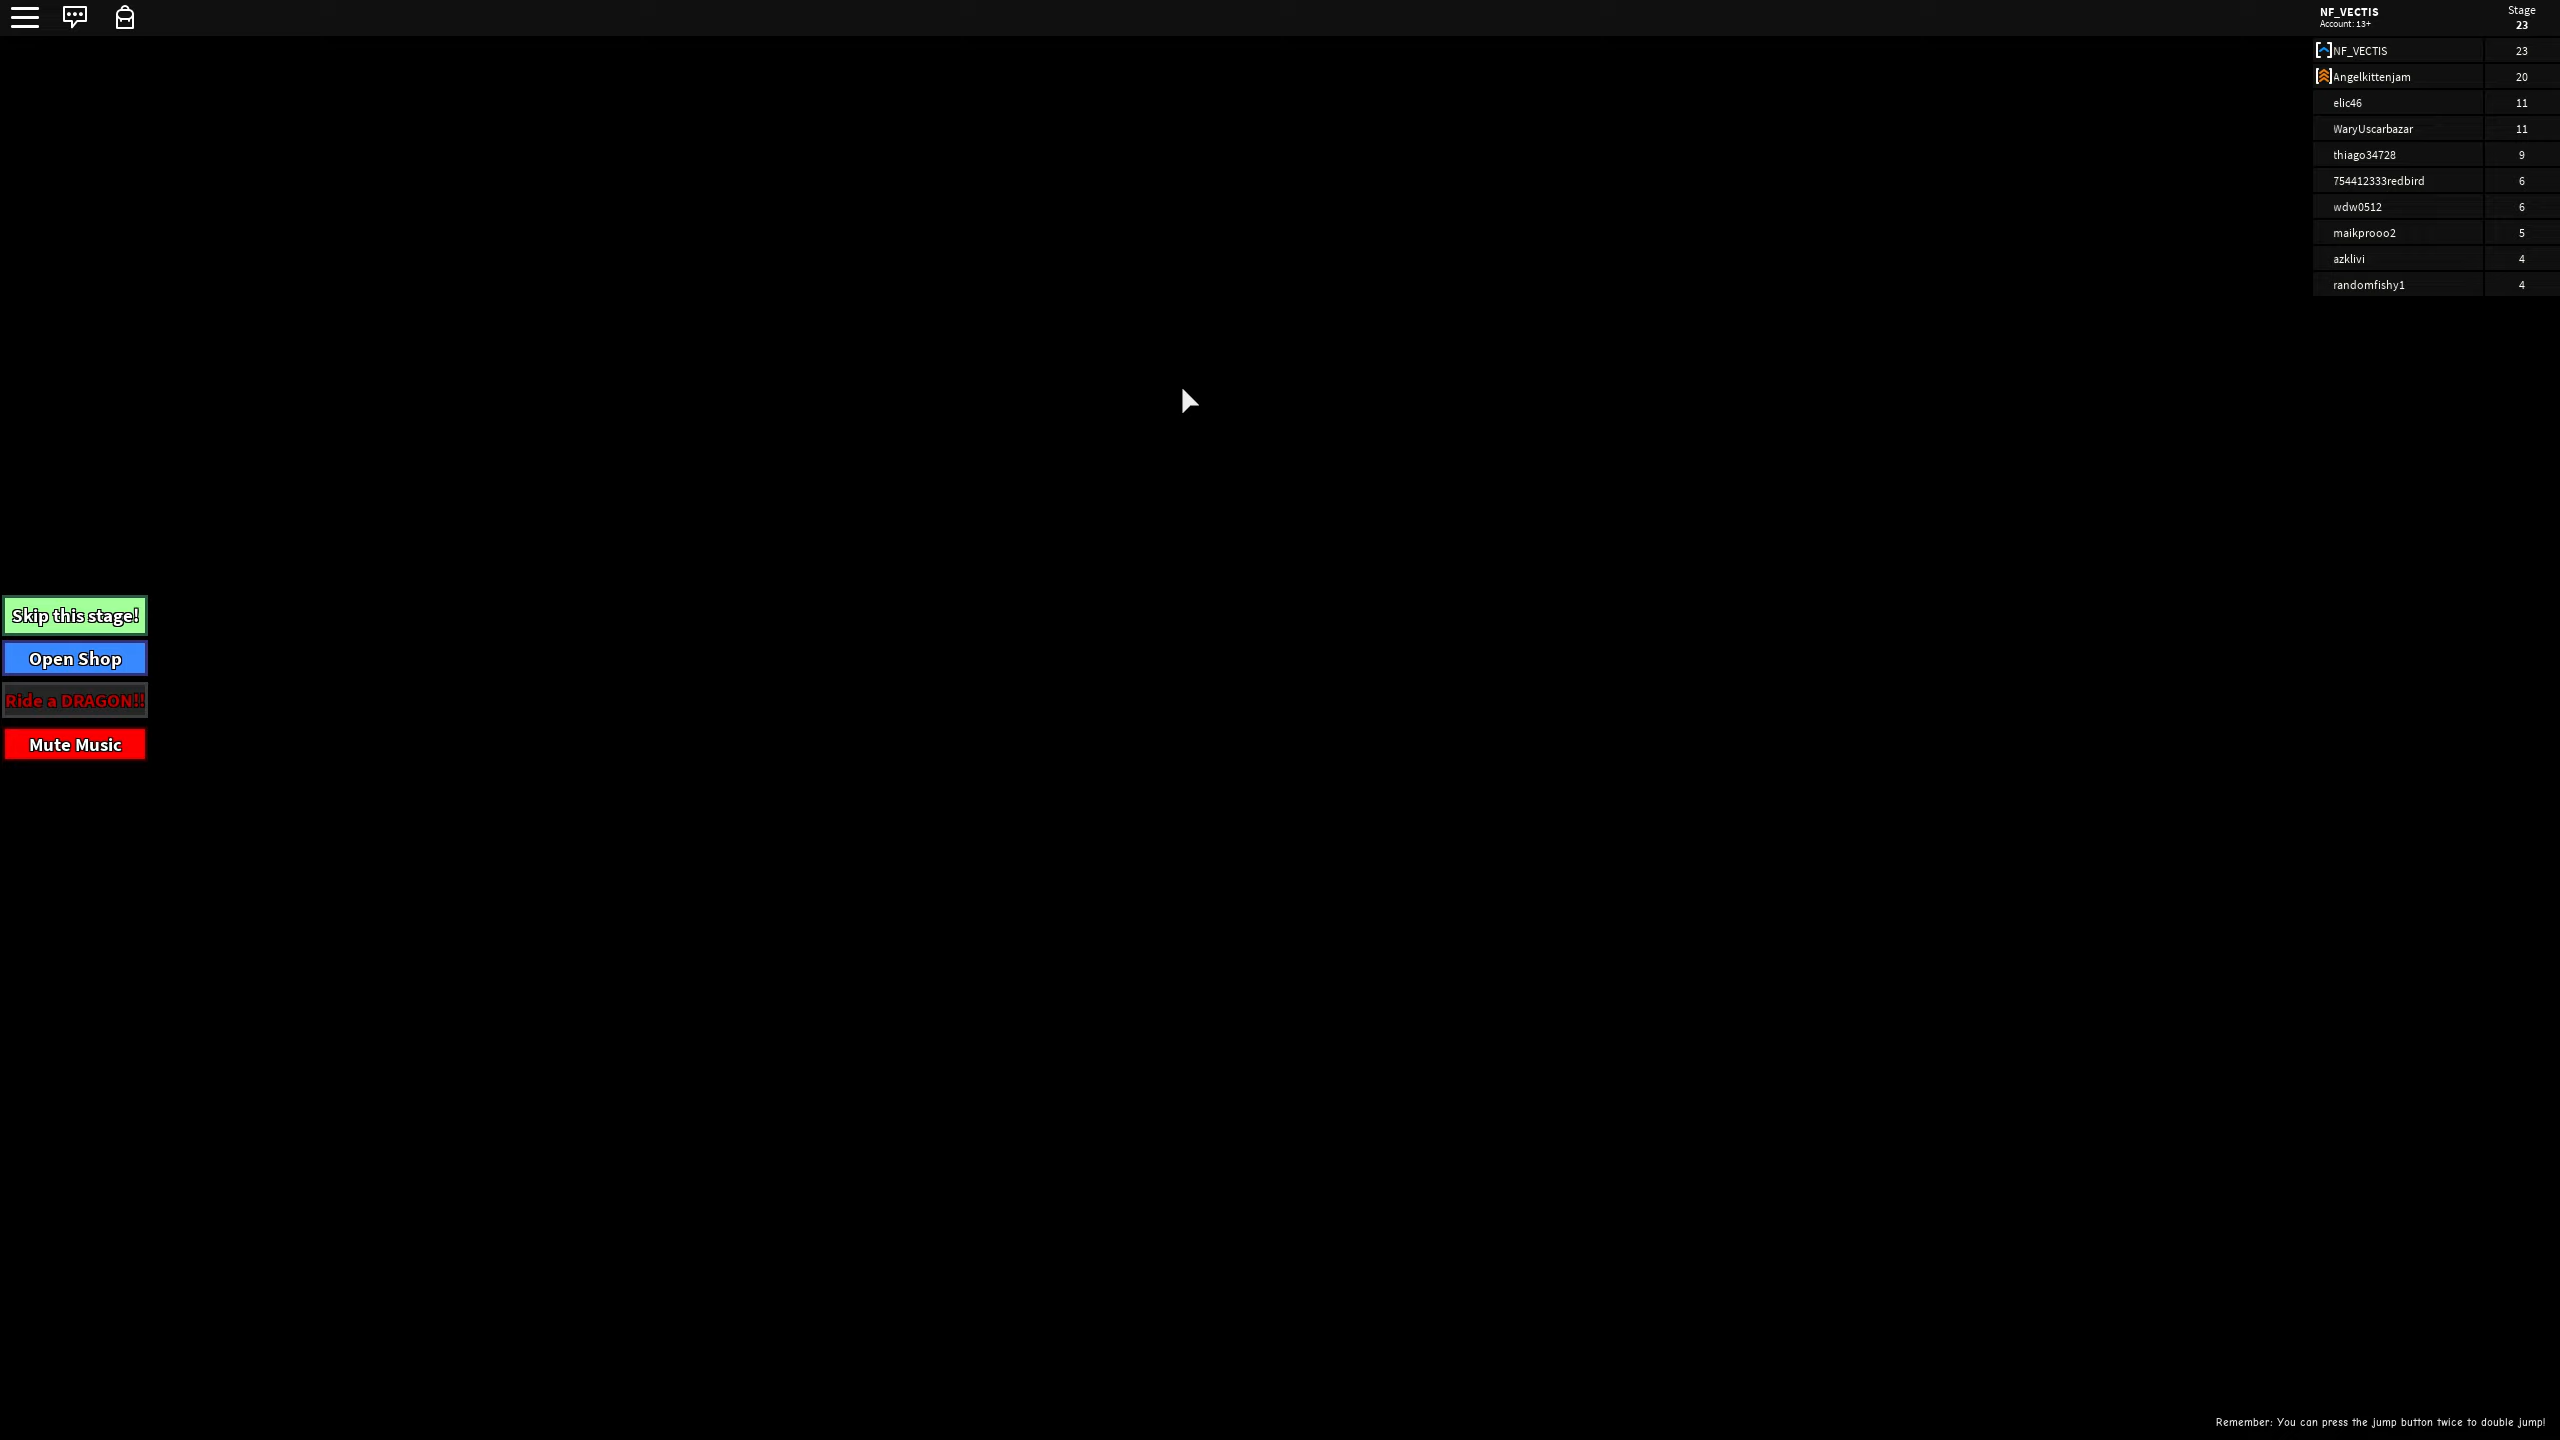 NF_VECTIS Stage
Account: 13+ 23
NF_VECTIS 23
Angelkittenjam 20
elic46 11
WaryUscarbazar 11
thiago34728 9
754412333redbird 6
wdw0512 6
maikprooo2 5
azklivi 4
randomfishy1 4
Skip this stage!
Open Shop
Ride a DRAGON!!
Mute Music
Remember: You can press the jump button twice to double jump!